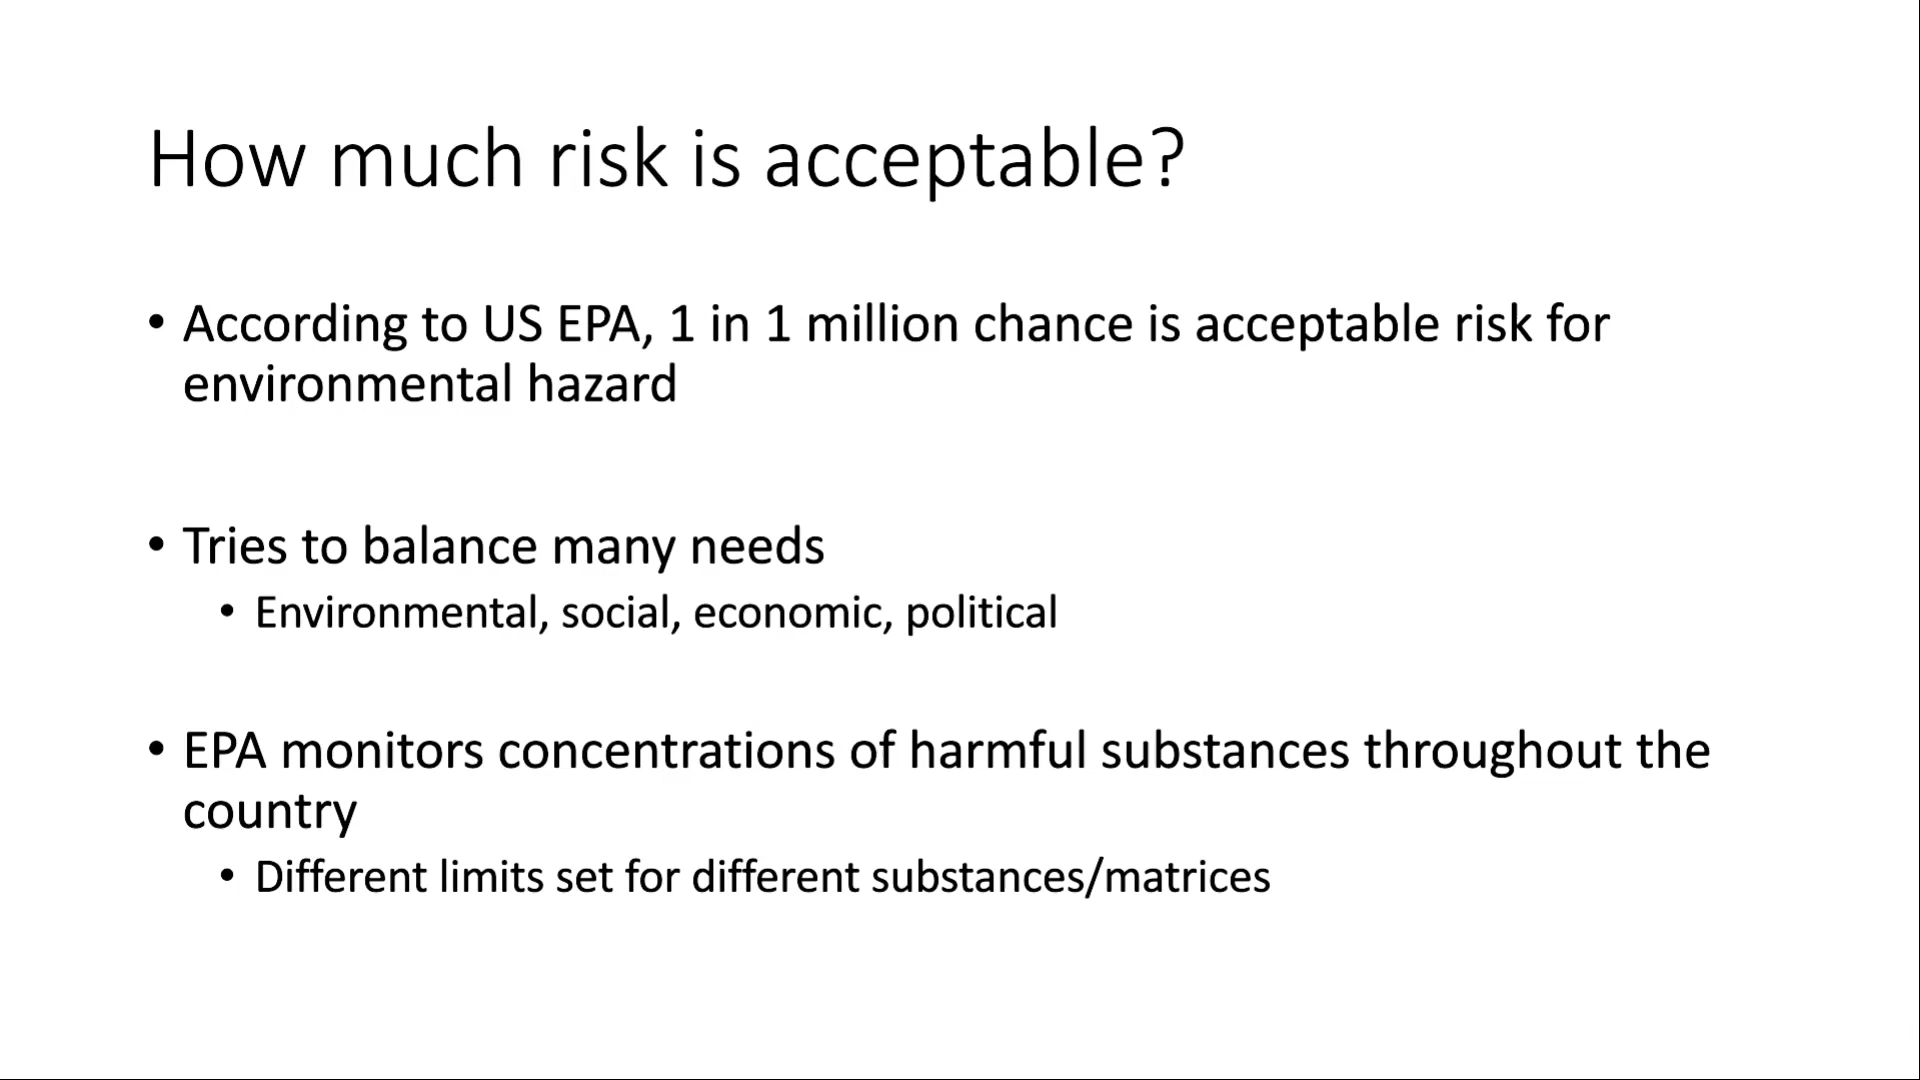 How much risk is acceptable?
• According to US EPA, 1 in 1 million chance is acceptable risk for
environmental hazard
• Tries to balance many needs
• Environmental, social, economic, political
• EPA monitors concentrations of harmful substances throughout the
country
• Different limits set for different substances/matrices